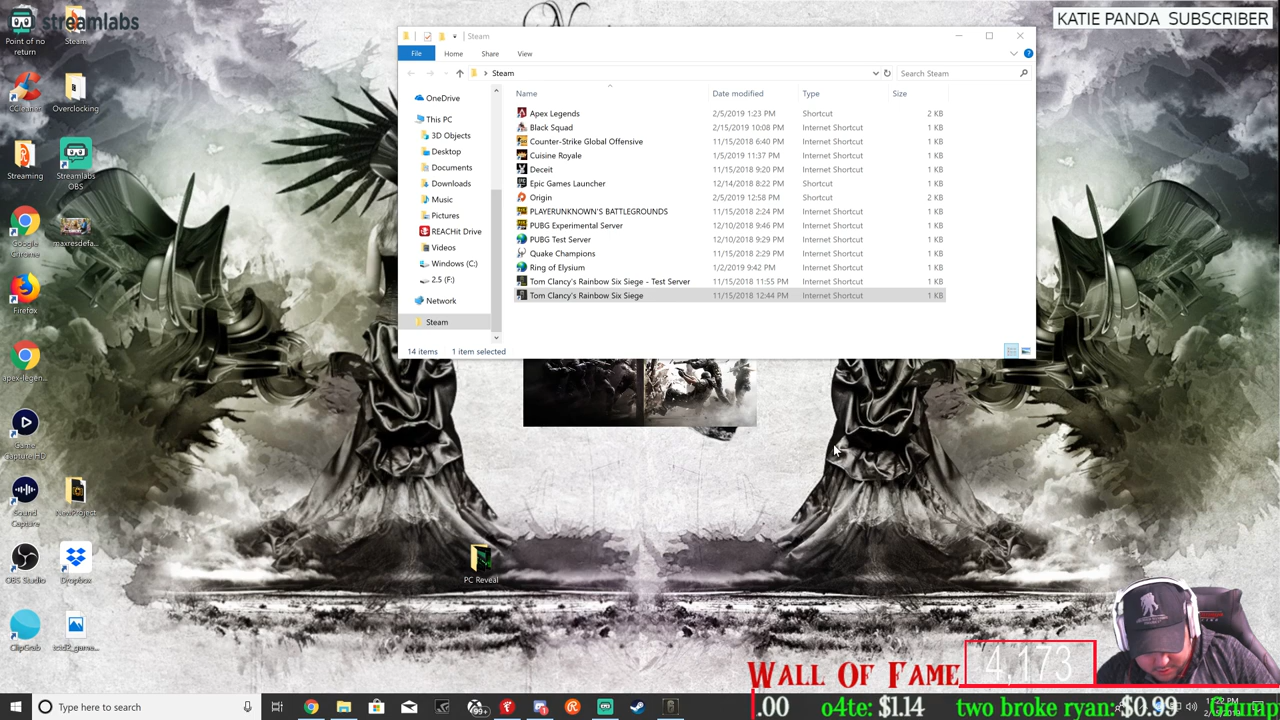 streamlabs
KATIE PANDA  SUBSCRIBER
Point of no return
Steam
CCleaner
Overclocking
Streaming
Streamlabs OBS
Google Chrome
maxresdefa...
Firefox
apex-legen...
Game Capture HD
Sound Capture
NewProject
OBS Studio
Dropbox
ClipGrab
PC Reveal
Steam
File
Home
Share
View
Steam
Search Steam
Name
Date modified
Type
Size
OneDrive
This PC
3D Objects
Desktop
Documents
Downloads
Music
Pictures
REACHit Drive
Videos
Windows (C:)
2.5 (F:)
Network
Steam
Apex Legends 2/5/2019 1:23 PM Shortcut 2 KB
Black Squad 2/15/2019 10:08 PM Internet Shortcut 1 KB
Counter-Strike Global Offensive 11/15/2018 6:40 PM Internet Shortcut 1 KB
Cuisine Royale 1/5/2019 11:37 PM Internet Shortcut 1 KB
Deceit 11/15/2018 9:20 PM Internet Shortcut 1 KB
Epic Games Launcher 12/14/2018 8:22 PM Shortcut 1 KB
Origin 2/5/2019 12:58 PM Shortcut 2 KB
PLAYERUNKNOWN'S BATTLEGROUNDS 11/15/2018 2:24 PM Internet Shortcut 1 KB
PUBG Experimental Server 12/10/2018 9:46 PM Internet Shortcut 1 KB
PUBG Test Server 12/10/2018 9:29 PM Internet Shortcut 1 KB
Quake Champions 11/15/2018 2:29 PM Internet Shortcut 1 KB
Ring of Elysium 1/2/2019 9:42 PM Internet Shortcut 1 KB
Tom Clancy's Rainbow Six Siege - Test Server 11/15/2018 11:55 PM Internet Shortcut 1 KB
Tom Clancy's Rainbow Six Siege 11/15/2018 12:44 PM Internet Shortcut 1 KB
14 items
1 item selected
WALL OF FAME
4,173
.00 o4te: $1.14 two broke ryan: $0.99
Type here to search
99+